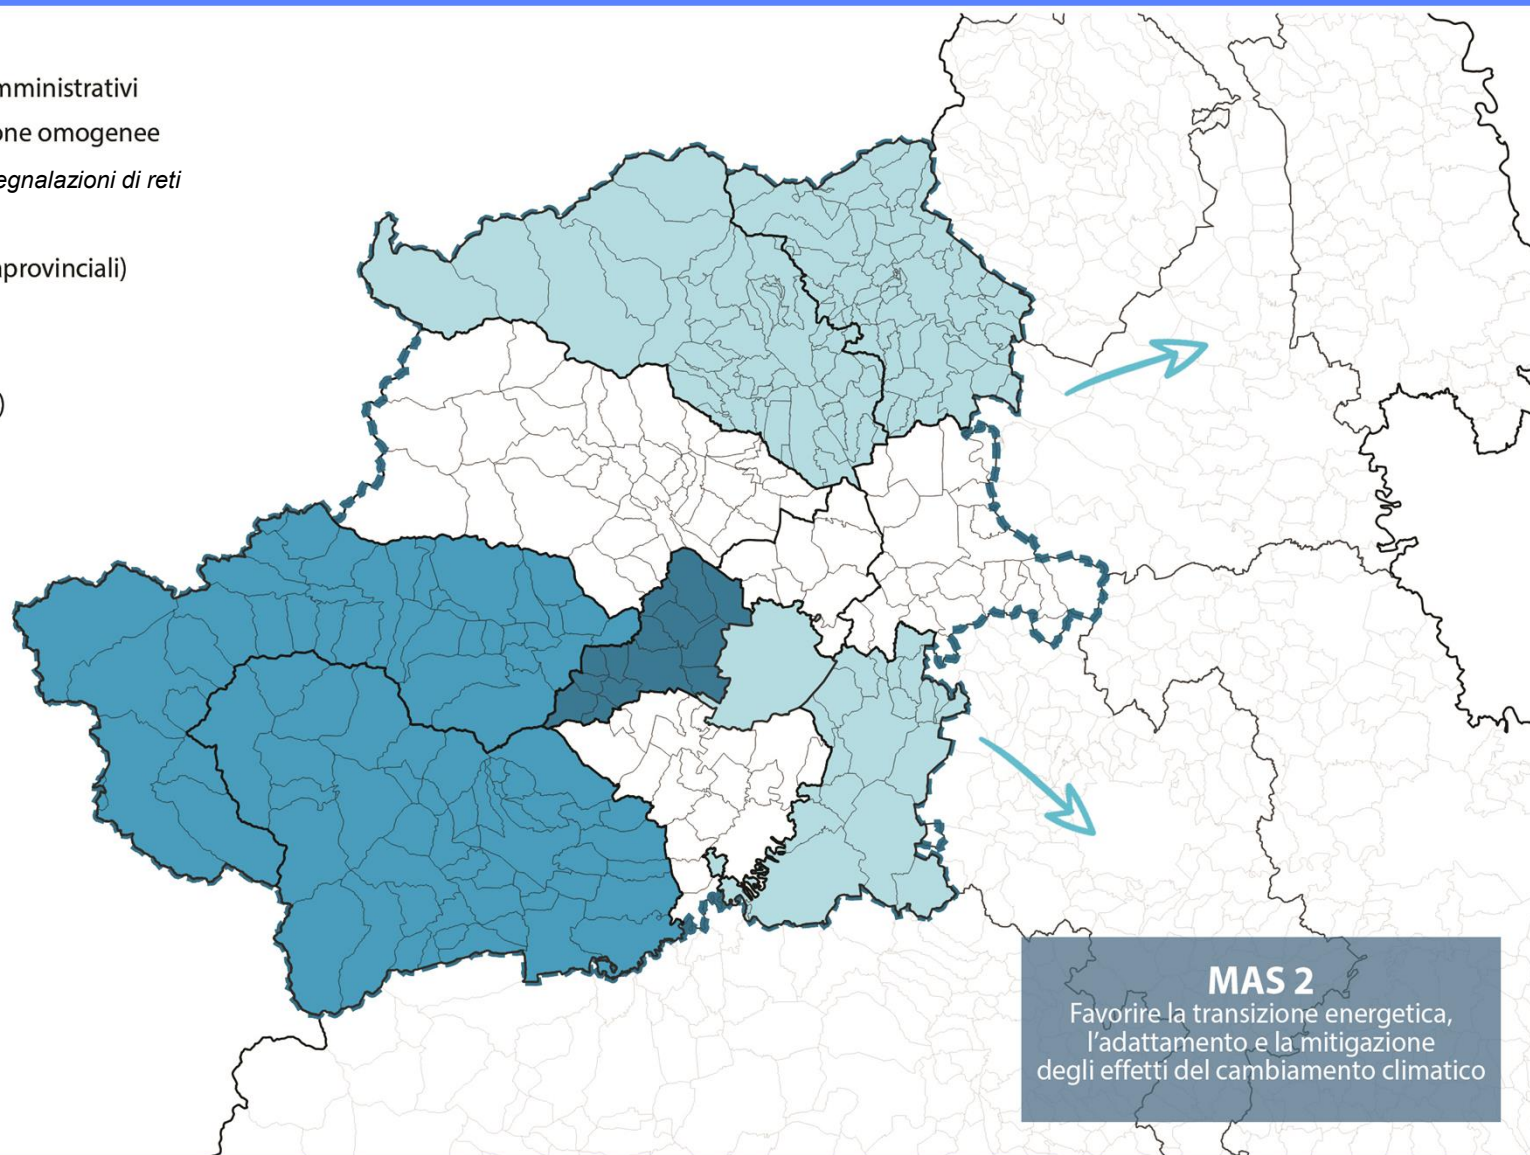 mministrativi
one omogenee
egnalazioni di reti
aprovinciali)
)
MAS 2
Favorire la transizione energetica,
l'adattamento e la mitigazione
degli effetti del cambiamento climatico